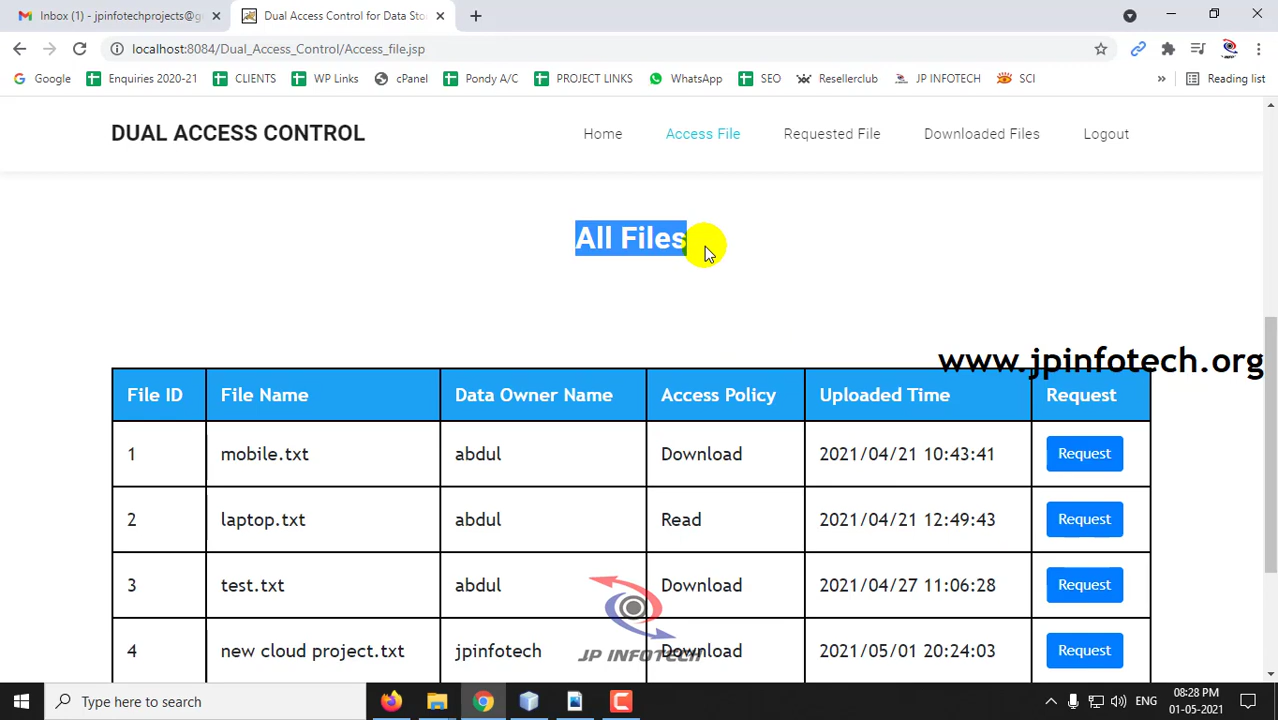 Inbox (1) - jpinfotechprojects@g
Dual Access Control for Data Sto
localhost:8084/Dual_Access_Control/Access_file.jsp
Google Enquiries 2020-21 CLIENTS WP Links cPanel Pondy A/C PROJECT LINKS WhatsApp SEO Resellerclub JP INFOTECH SCI » Reading list
DUAL ACCESS CONTROL Home Access File Requested File Downloaded Files Logout
All Files
www.jpinfotech.org
File ID File Name Data Owner Name Access Policy Uploaded Time Request
1 mobile.txt abdul Download 2021/04/21 10:43:41 Request
2 laptop.txt abdul Read 2021/04/21 12:49:43 Request
3 test.txt abdul Download 2021/04/27 11:06:28 Request
4 new cloud project.txt jpinfotech Download 2021/05/01 20:24:03 Request
JP INFOTECH
Type here to search ENG 08:28 PM
01-05-2021